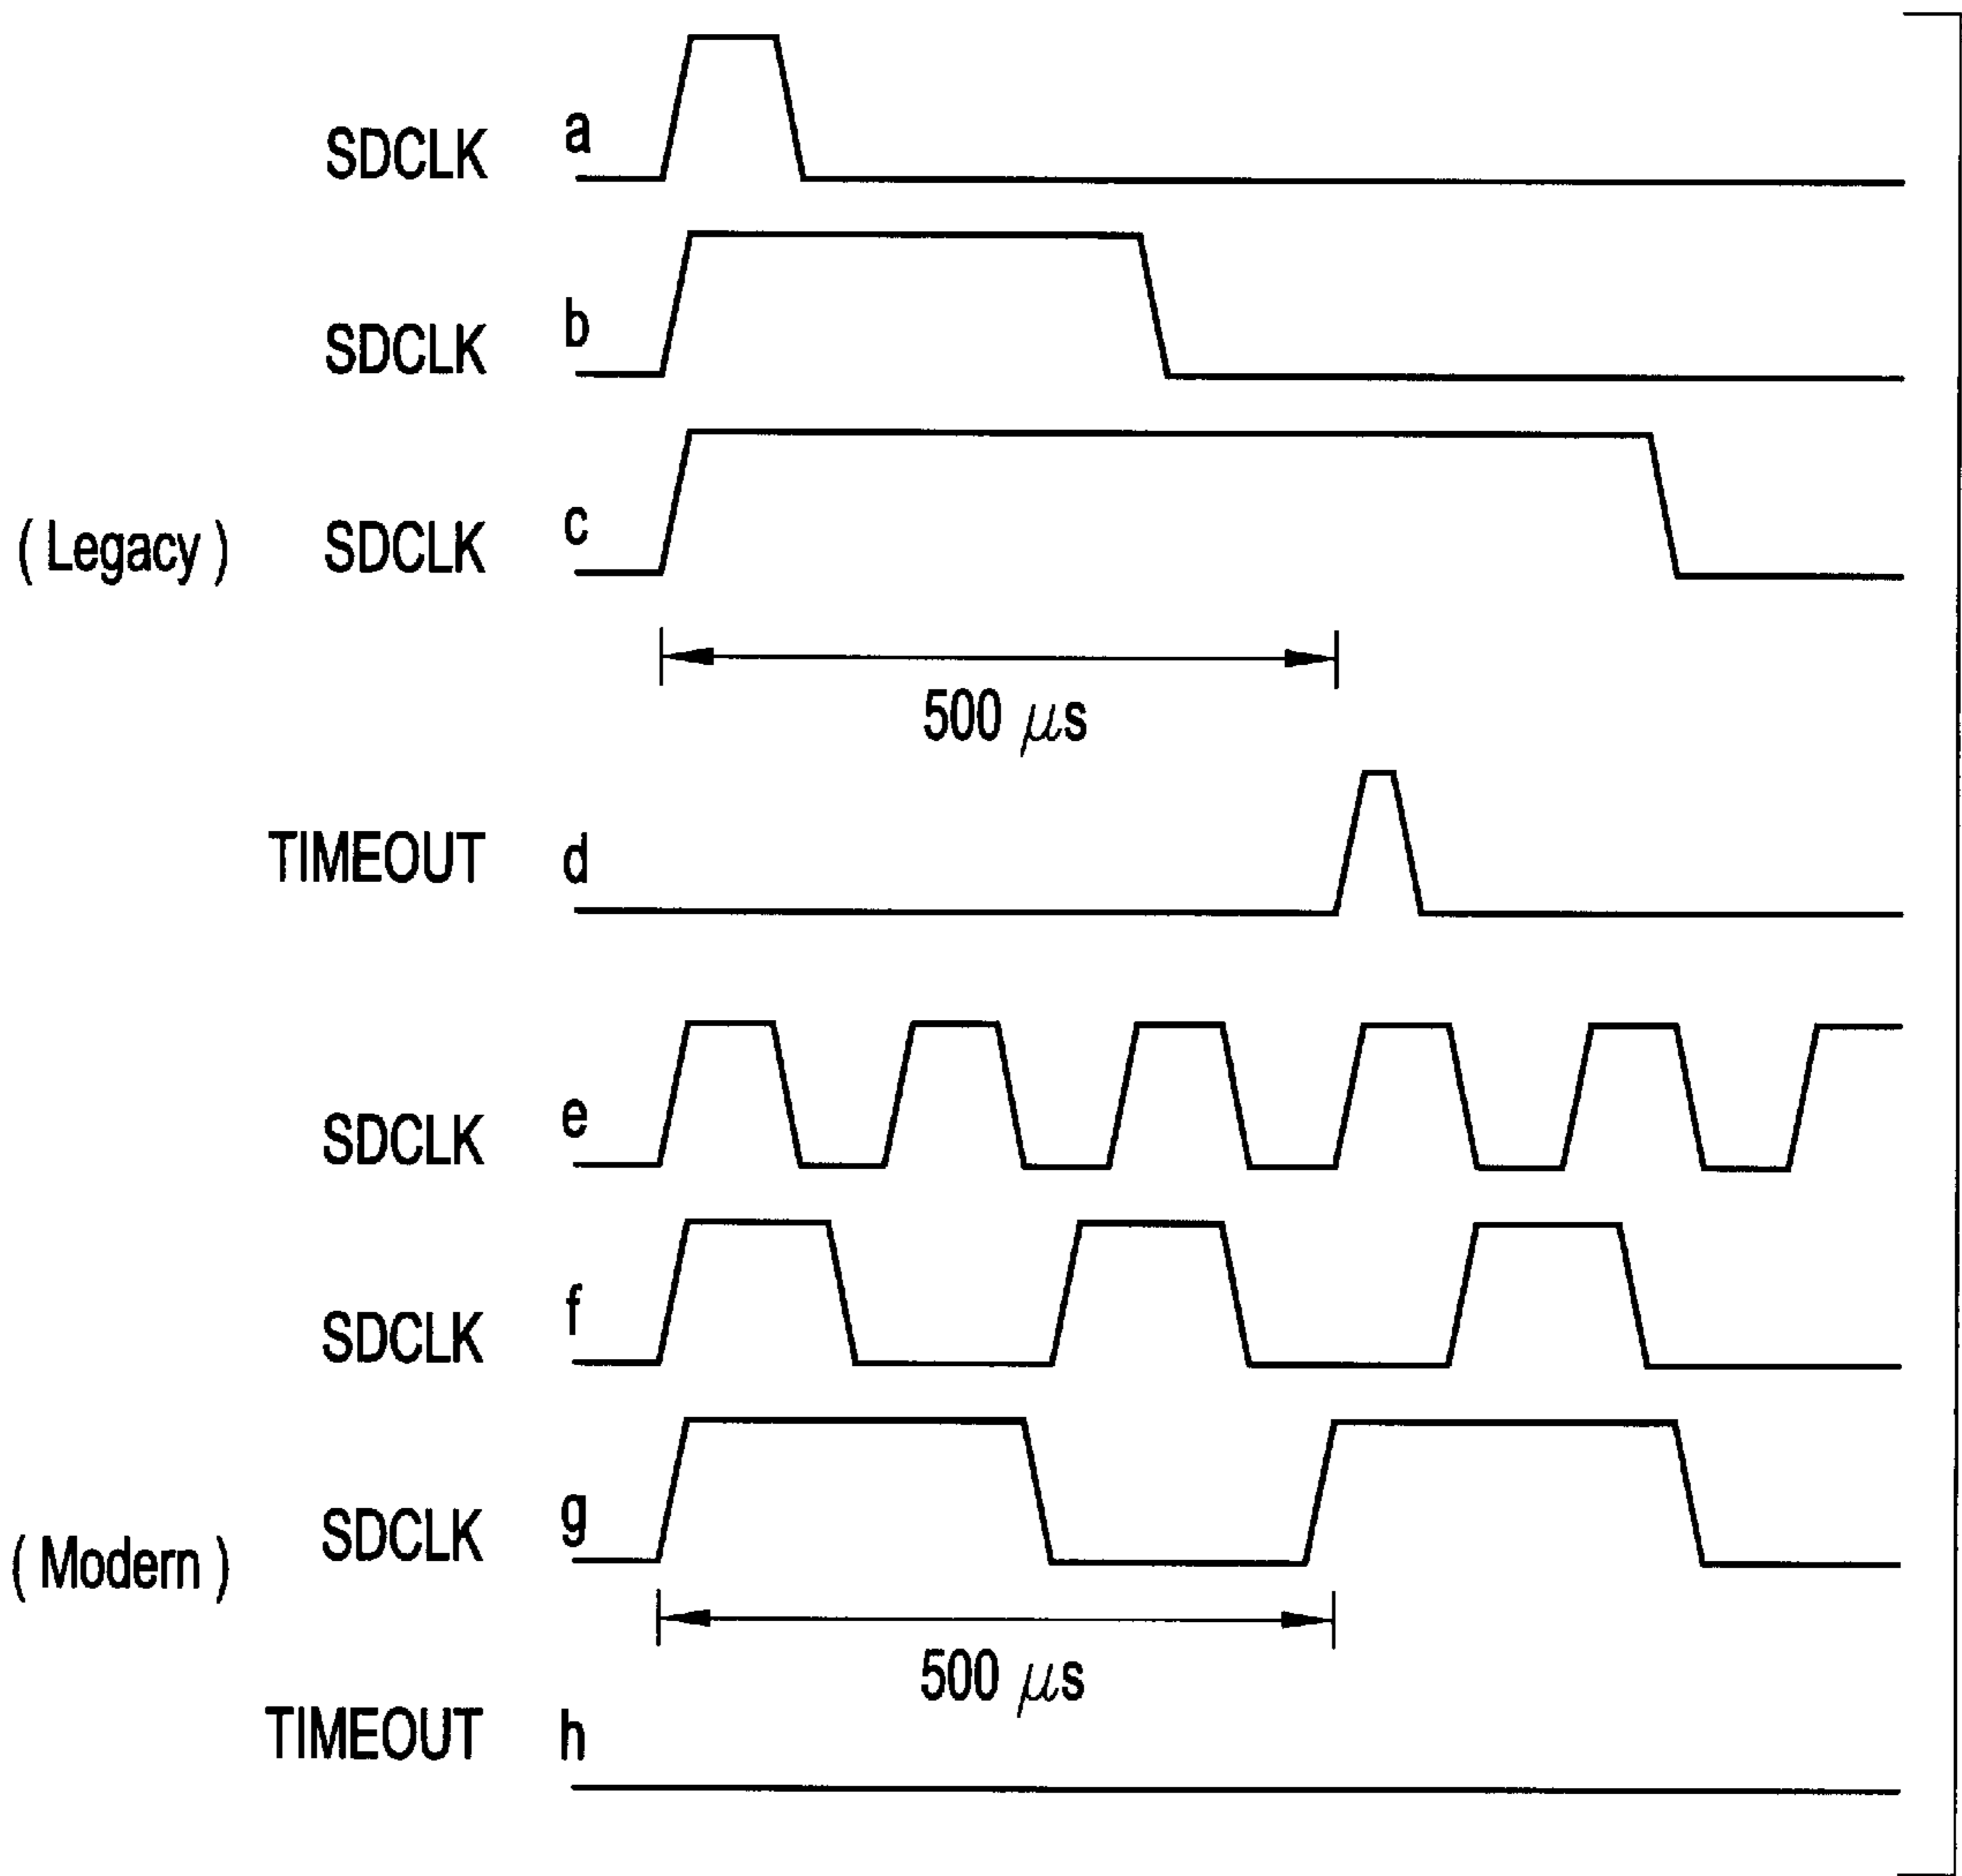 SDCLK a
SDCLK b
(Legacy) SDCLK c
500 μs
TIMEOUT d
SDCLK e
SDCLK f
(Modern) SDCLK g
500 μs
TIMEOUT h